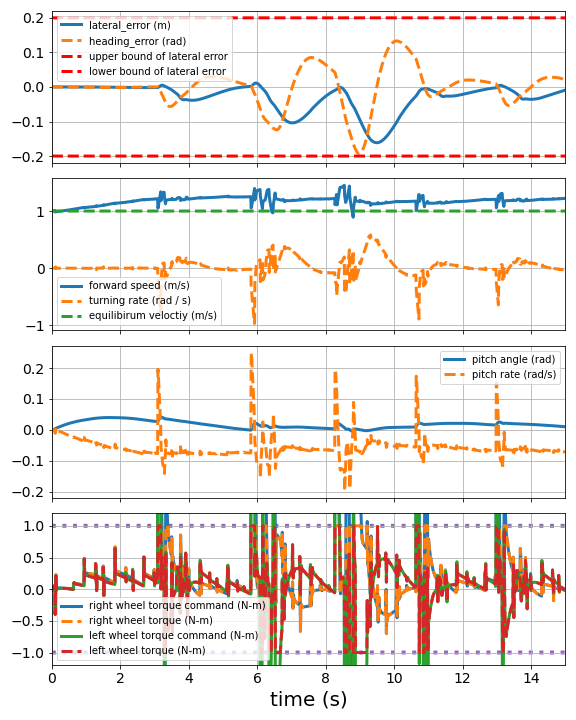 0.2
0.1
0.0
−0.1
−0.2
lateral_error (m)
heading_error (rad)
upper bound of lateral error
lower bound of lateral error
1
0
−1
forward speed (m/s)
turning rate (rad / s)
equilibirum veloctiy (m/s)
0.2
0.1
0.0
−0.1
−0.2
pitch angle (rad)
pitch rate (rad/s)
1.0
0.5
0.0
−0.5
−1.0
right wheel torque command (N-m)
right wheel torque (N-m)
left wheel torque command (N-m)
left wheel torque (N-m)
0 2 4 6 8 10 12 14
time (s)